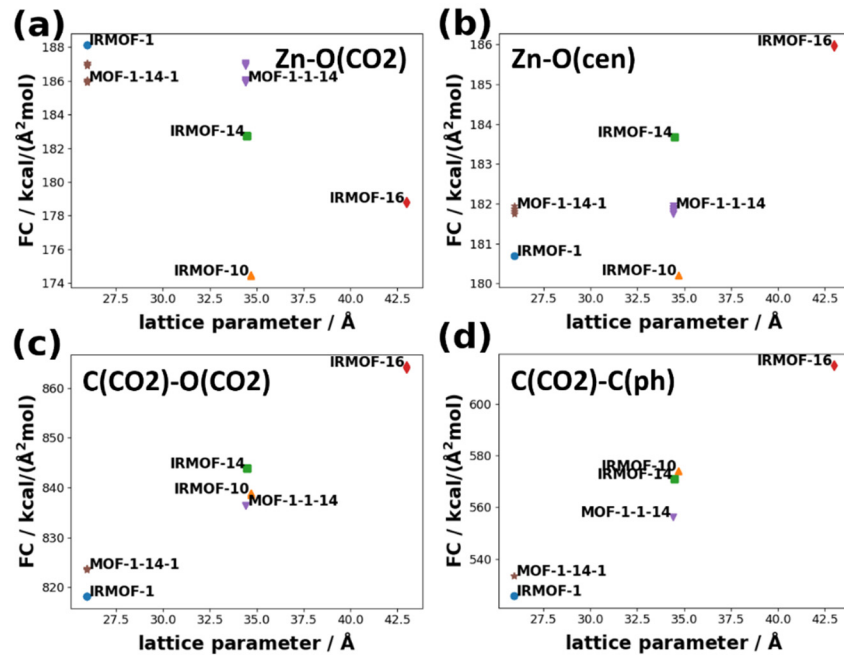 (a)
Zn-O(CO2)
IRMOF-1
MOF-1-14-1
MOF-1-1-14
IRMOF-14
IRMOF-16
IRMOF-10
188
186
184
182
180
178
176
174
FC / kcal/(Å²mol)
27.5 30.0 32.5 35.0 37.5 40.0 42.5
lattice parameter / Å
(b)
Zn-O(cen)
IRMOF-16
IRMOF-14
MOF-1-14-1
MOF-1-1-14
IRMOF-1
IRMOF-10
186
185
184
183
182
181
180
FC / kcal/(Å²mol)
27.5 30.0 32.5 35.0 37.5 40.0 42.5
lattice parameter / Å
(c)
C(CO2)-O(CO2)
IRMOF-16
IRMOF-14
IRMOF-10
MOF-1-1-14
MOF-1-14-1
IRMOF-1
860
850
840
830
820
FC / kcal/(Å²mol)
27.5 30.0 32.5 35.0 37.5 40.0 42.5
lattice parameter / Å
(d)
C(CO2)-C(ph)
IRMOF-16
IRMOF-10
IRMOF-14
MOF-1-1-14
MOF-1-14-1
IRMOF-1
600
580
560
540
FC / kcal/(Å²mol)
27.5 30.0 32.5 35.0 37.5 40.0 42.5
lattice parameter / Å